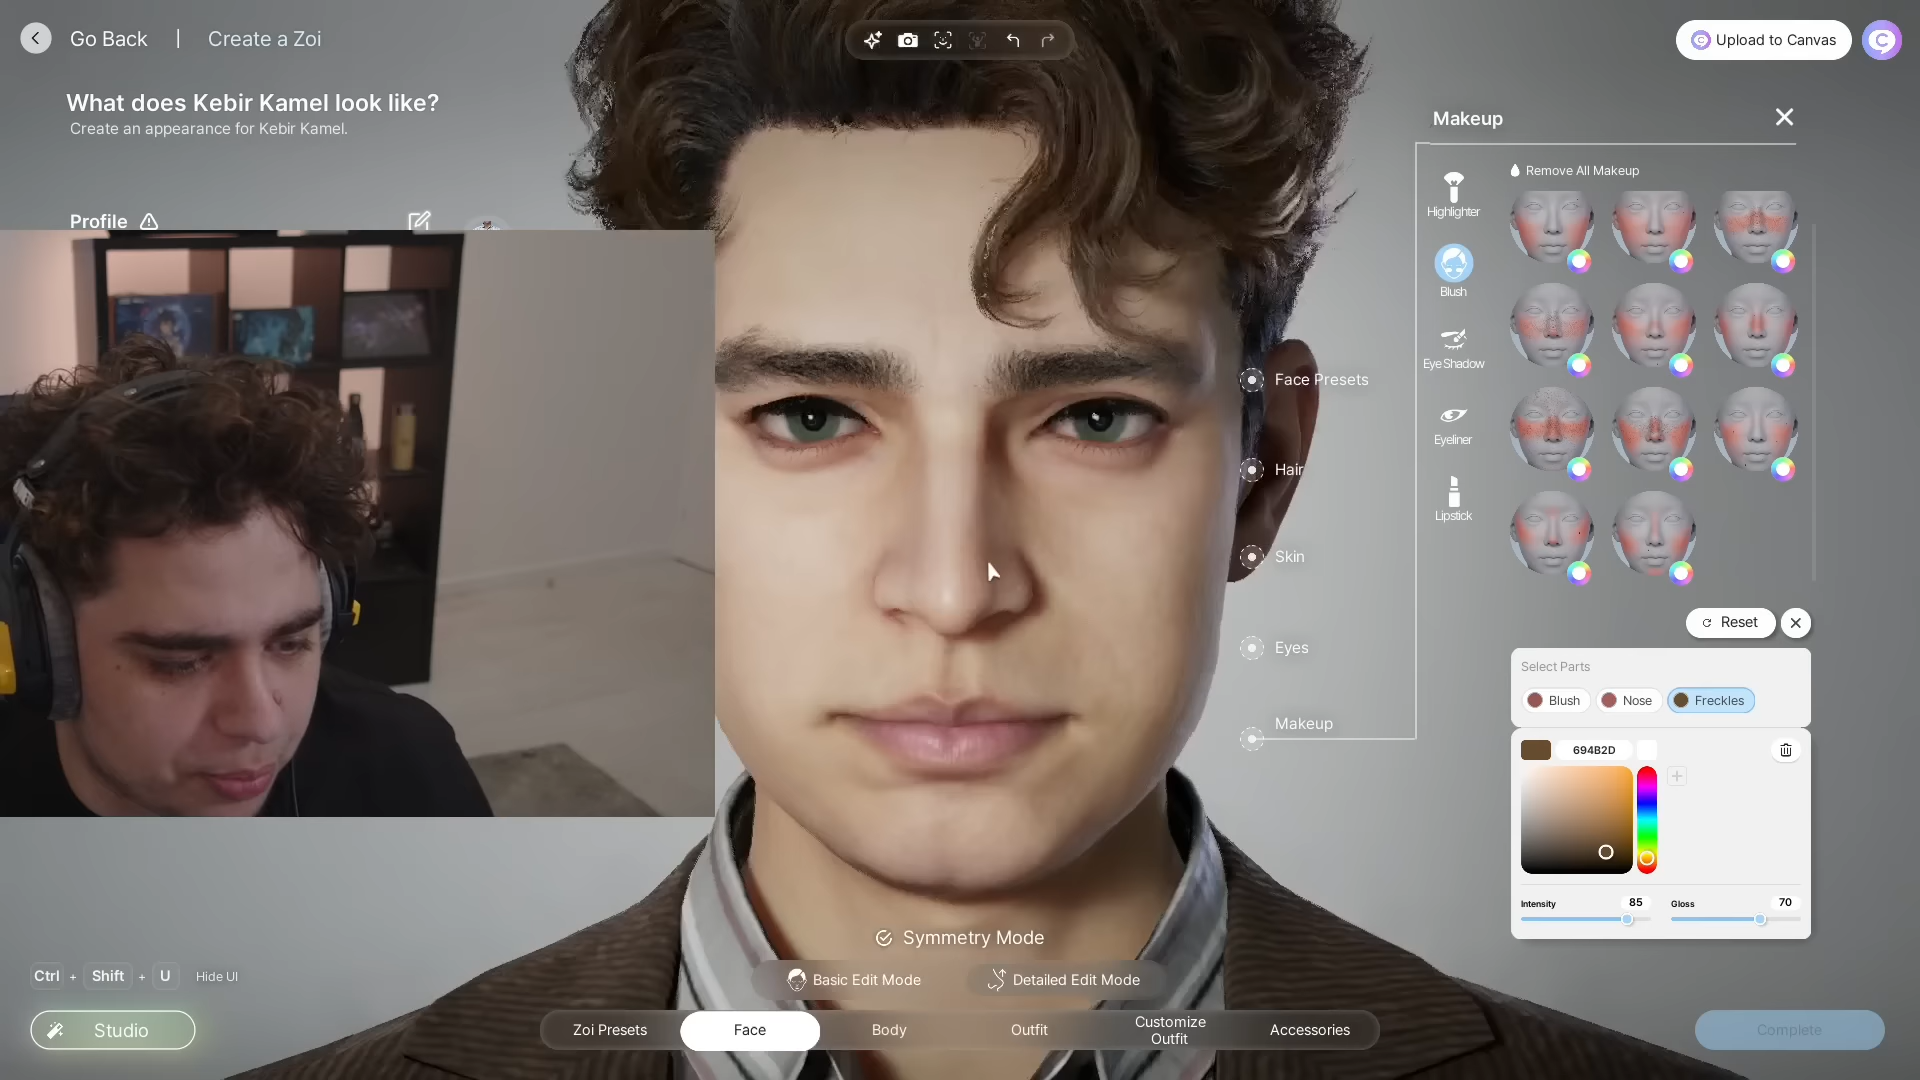 Go Back | Create a Zoi
Upload to Canvas
What does Kebir Kamel look like?
Create an appearance for Kebir Kamel.
Profile
Makeup
Remove All Makeup
Highlighter
Blush
Eye Shadow
Eyeliner
Lipstick
Face Presets
Hair
Skin
Eyes
Makeup
Reset
Select Parts
Blush Nose Freckles
694B2D
Intensity 85 Gloss 70
Symmetry Mode
Basic Edit Mode Detailed Edit Mode
Ctrl + Shift + U Hide UI
Studio
Zoi Presets Face Body Outfit Customize Outfit Accessories
Complete